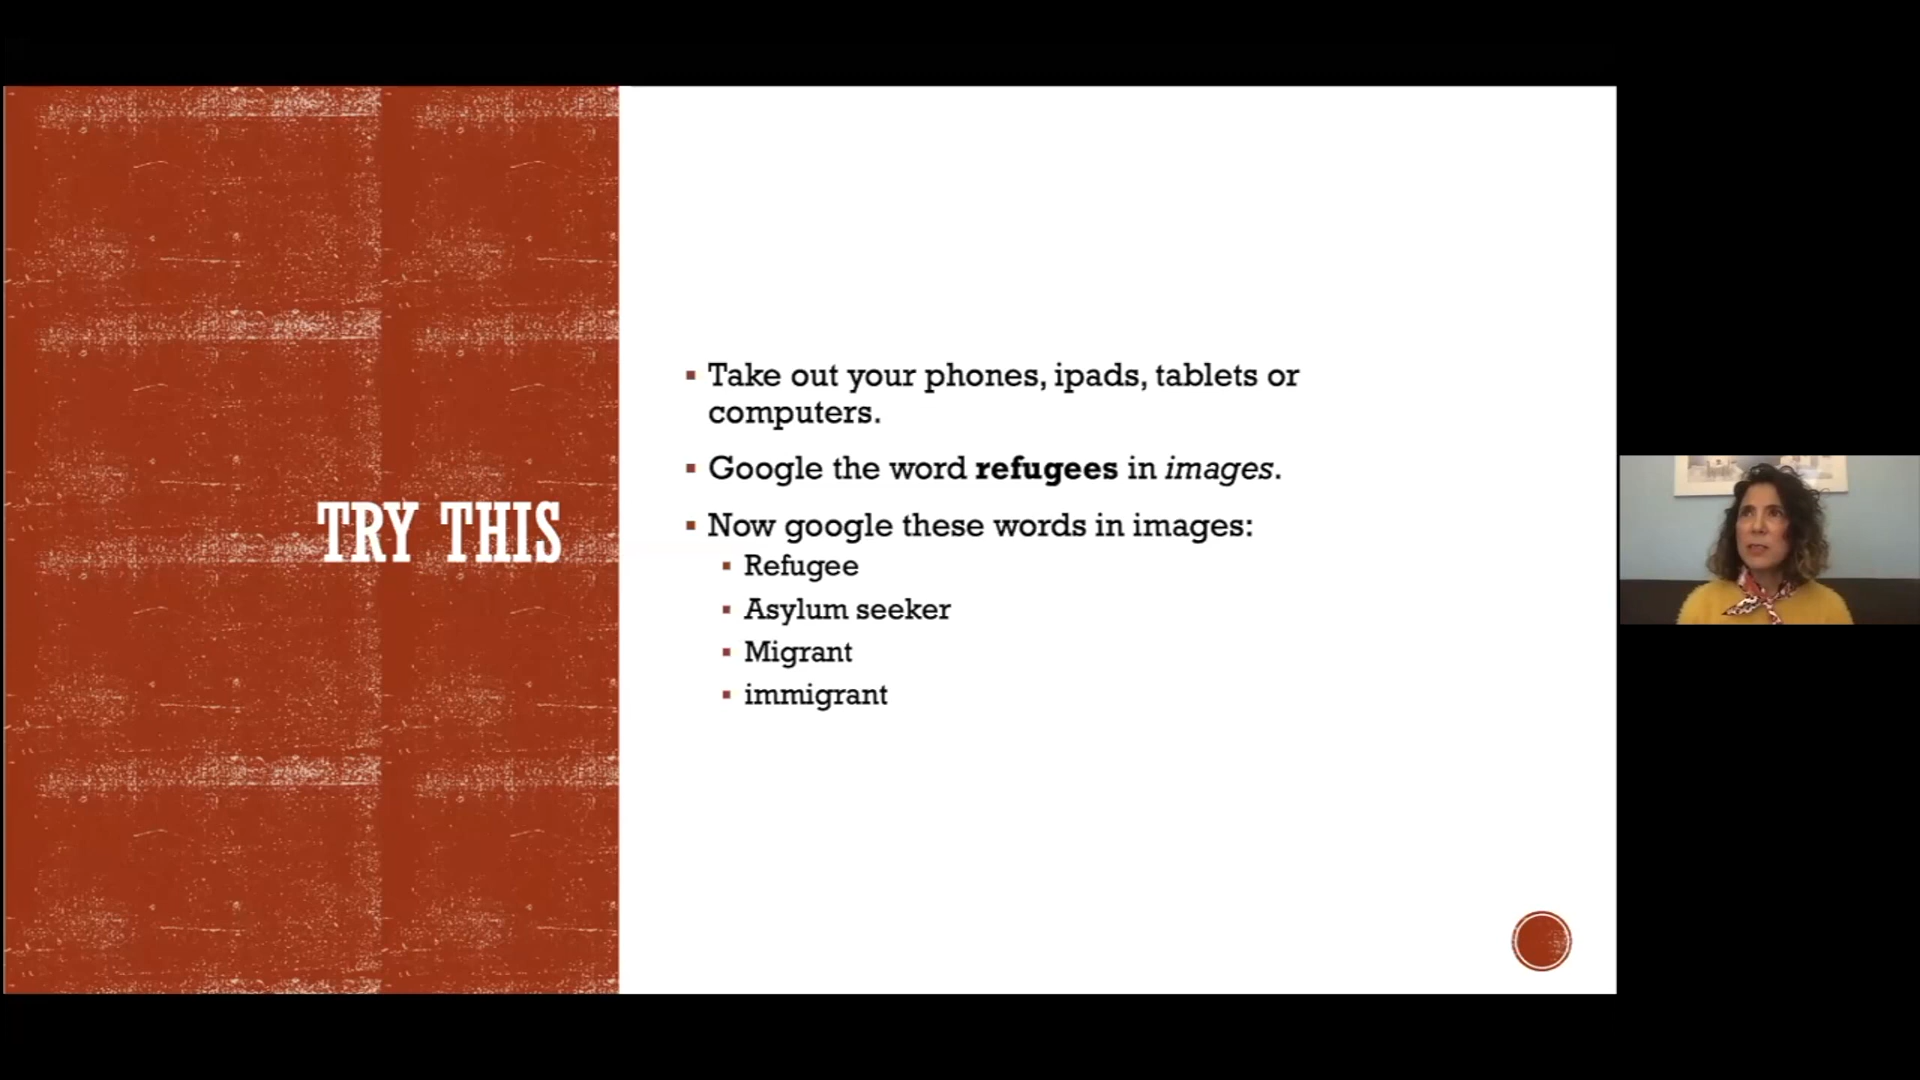 TRY THIS
Take out your phones, ipads, tablets or
computers.
Google the word refugees in images.
Now google these words in images:
Refugee
Asylum seeker
Migrant
immigrant